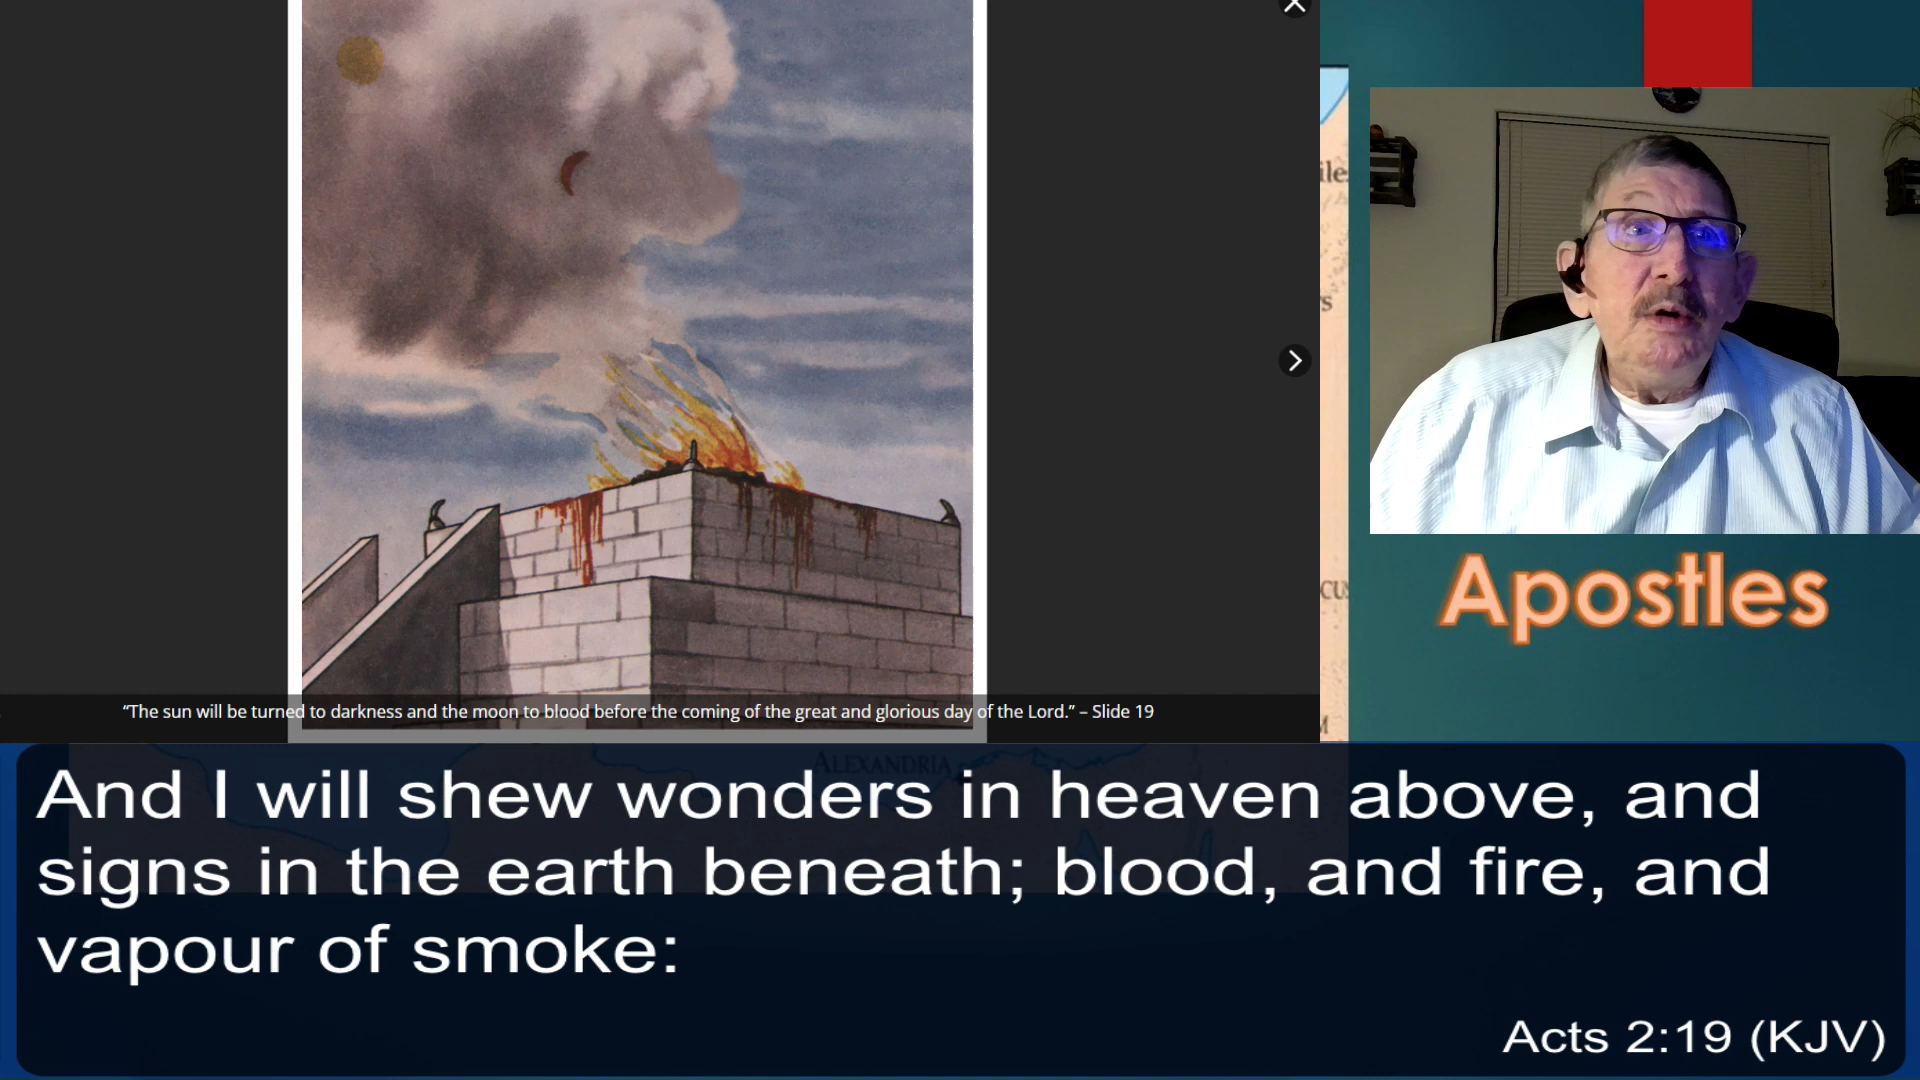 “The sun will be turned to darkness and the moon to blood before the coming of the great and glorious day of the Lord.” – Slide 19
Apostles
ALEXANDRIA
And I will shew wonders in heaven above, and
signs in the earth beneath; blood, and fire, and
vapour of smoke:
Acts 2:19 (KJV)